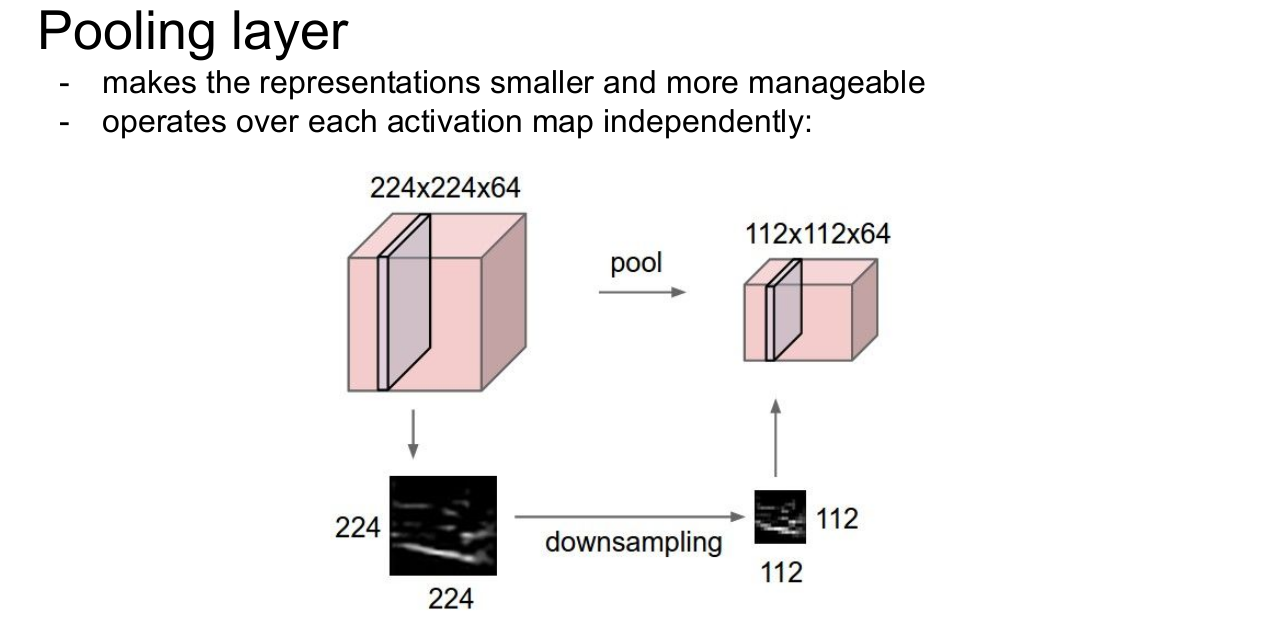 Pooling layer
- makes the representations smaller and more manageable
- operates over each activation map independently:
224x224x64
112x112x64
pool
224
downsampling
112
112
224